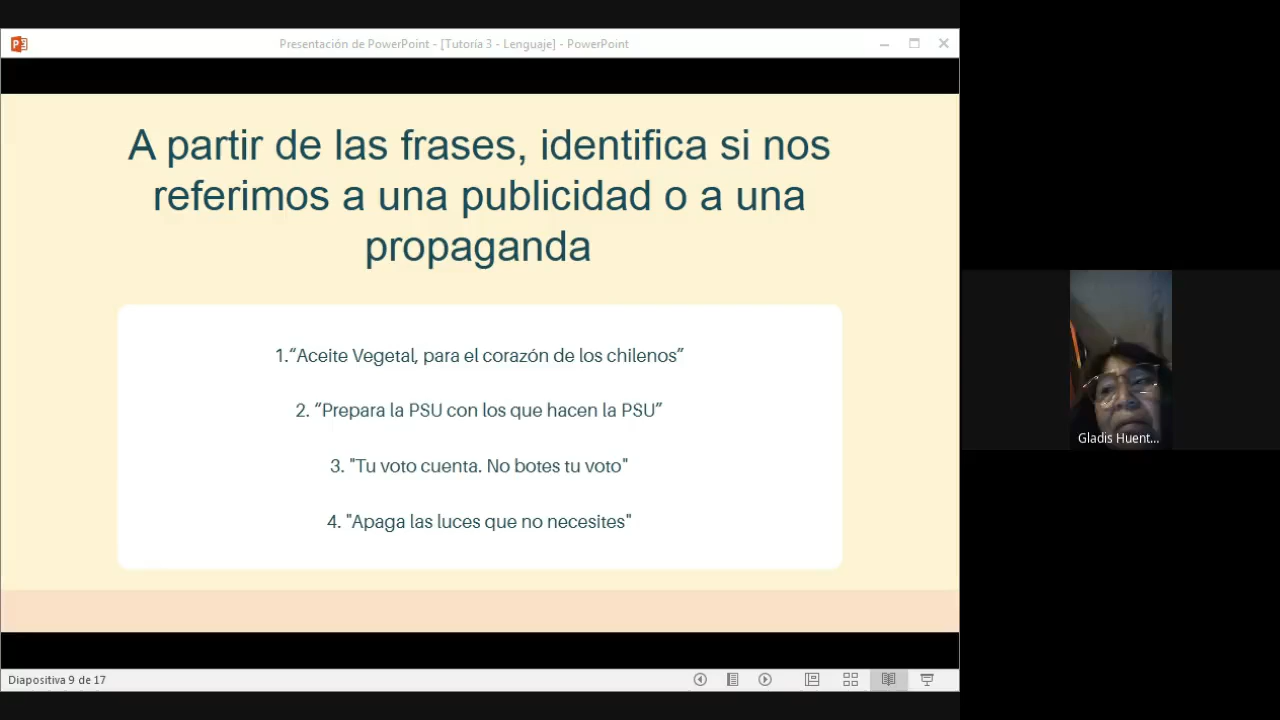 Presentación de PowerPoint - [Tutoría 3 - Lenguaje] - PowerPoint
A partir de las frases, identifica si nos
referimos a una publicidad o a una
propaganda
1.“Aceite Vegetal, para el corazón de los chilenos”
2. “Prepara la PSU con los que hacen la PSU”
3. "Tu voto cuenta. No botes tu voto"
4. "Apaga las luces que no necesites"
Gladis Huent...
Diapositiva 9 de 17